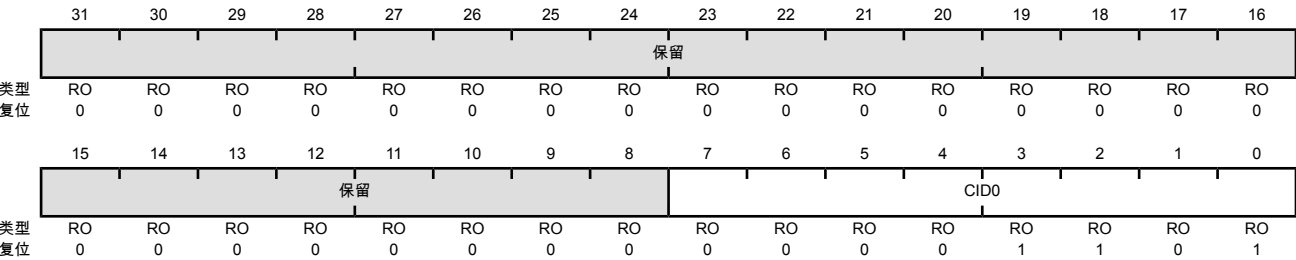 31 30 29 28 27 26 25 24 23 22 21 20 19 18 17 16
保留
类型 RO RO RO RO RO RO RO RO RO RO RO RO RO RO RO RO
复位 0 0 0 0 0 0 0 0 0 0 0 0 0 0 0 0
15 14 13 12 11 10 9 8 7 6 5 4 3 2 1 0
保留 CID0
类型 RO RO RO RO RO RO RO RO RO RO RO RO RO RO RO RO
复位 0 0 0 0 0 0 0 0 0 0 0 0 1 1 0 1